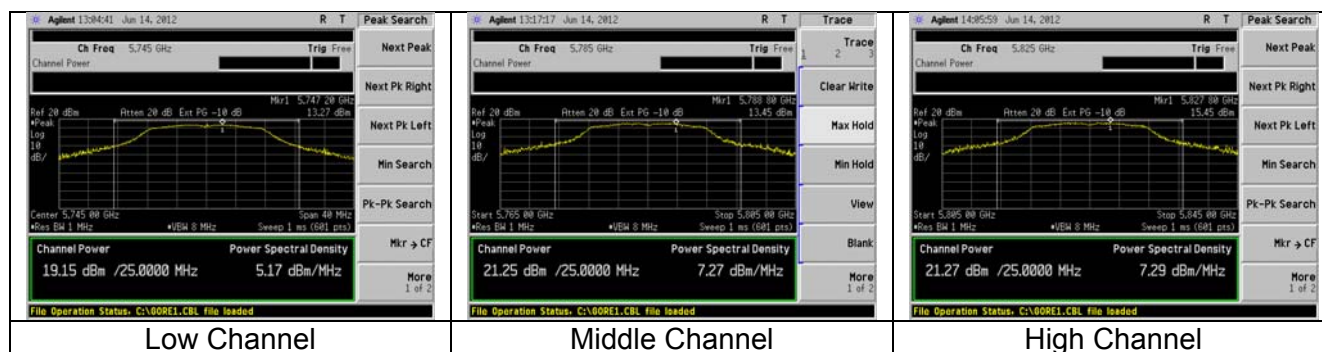 Agilent 13:04:41 Jun 14, 2012 R T Peak Search
Ch Freq 5.745 GHz Trig Free
Channel Power
Next Peak
Next Pk Right
Next Pk Left
Min Search
Pk-Pk Search
Mkr → CF
More
1 of 2
Mkr1 5.747 20 GHz
Ref 20 dBm Atten 20 dB Ext PG -10 dB 13.27 dBm
#Peak
Log
10
dB/
1
Center 5.745 00 GHz Span 40 MHz
#Res BW 1 MHz #VBW 8 MHz Sweep 1 ms (601 pts)
Channel Power Power Spectral Density
19.15 dBm /25.0000 MHz 5.17 dBm/MHz
File Operation Status, C:\GORE1.CBL file loaded
Low Channel
Agilent 13:17:17 Jun 14, 2012 R T Trace
Ch Freq 5.785 GHz Trig Free
Channel Power
Trace
1 2 3
Clear Write
Max Hold
Min Hold
View
Blank
More
1 of 2
Mkr1 5.788 80 GHz
Ref 20 dBm Atten 20 dB Ext PG -10 dB 13.45 dBm
#Peak
Log
10
dB/
1
Start 5.765 00 GHz Stop 5.805 00 GHz
#Res BW 1 MHz #VBW 8 MHz Sweep 1 ms (601 pts)
Channel Power Power Spectral Density
21.25 dBm /25.0000 MHz 7.27 dBm/MHz
File Operation Status, C:\GORE1.CBL file loaded
Middle Channel
Agilent 14:05:59 Jun 14, 2012 R T Peak Search
Ch Freq 5.825 GHz Trig Free
Channel Power
Next Peak
Next Pk Right
Next Pk Left
Min Search
Pk-Pk Search
Mkr → CF
More
1 of 2
Mkr1 5.827 80 GHz
Ref 20 dBm Atten 20 dB Ext PG -10 dB 15.45 dBm
#Peak
Log
10
dB/
1
Start 5.805 00 GHz Stop 5.845 00 GHz
#Res BW 1 MHz #VBW 8 MHz Sweep 1 ms (601 pts)
Channel Power Power Spectral Density
21.27 dBm /25.0000 MHz 7.29 dBm/MHz
File Operation Status, C:\GORE1.CBL file loaded
High Channel